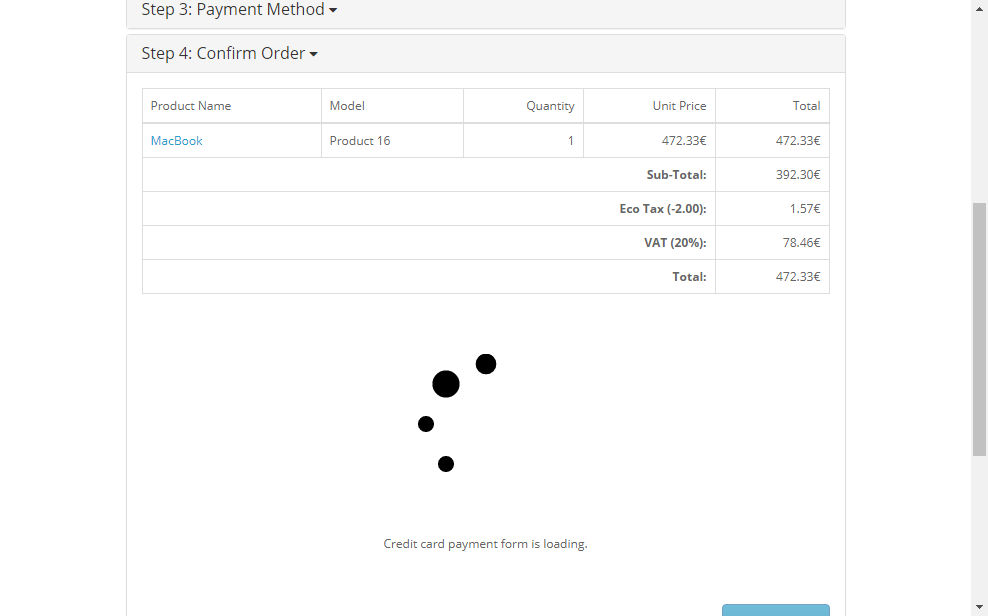 Step 3: Payment Method
Step 4: Confirm Order
Product Name Model Quantity Unit Price Total
MacBook Product 16 1 472.33€ 472.33€
Sub-Total: 392.30€
Eco Tax (-2.00): 1.57€
VAT (20%): 78.46€
Total: 472.33€
Credit card payment form is loading.